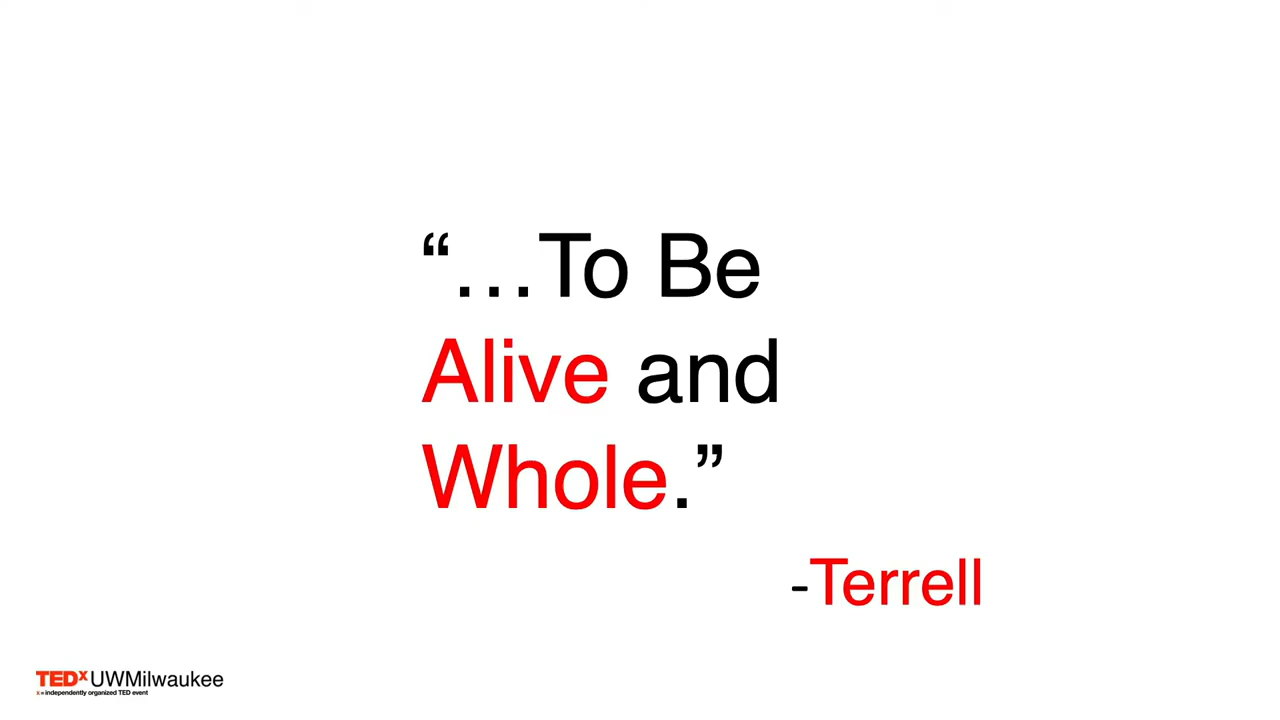 “…To Be
Alive and
Whole.”
-Terrell
TEDxUWMilwaukee
x = independently organized TED event